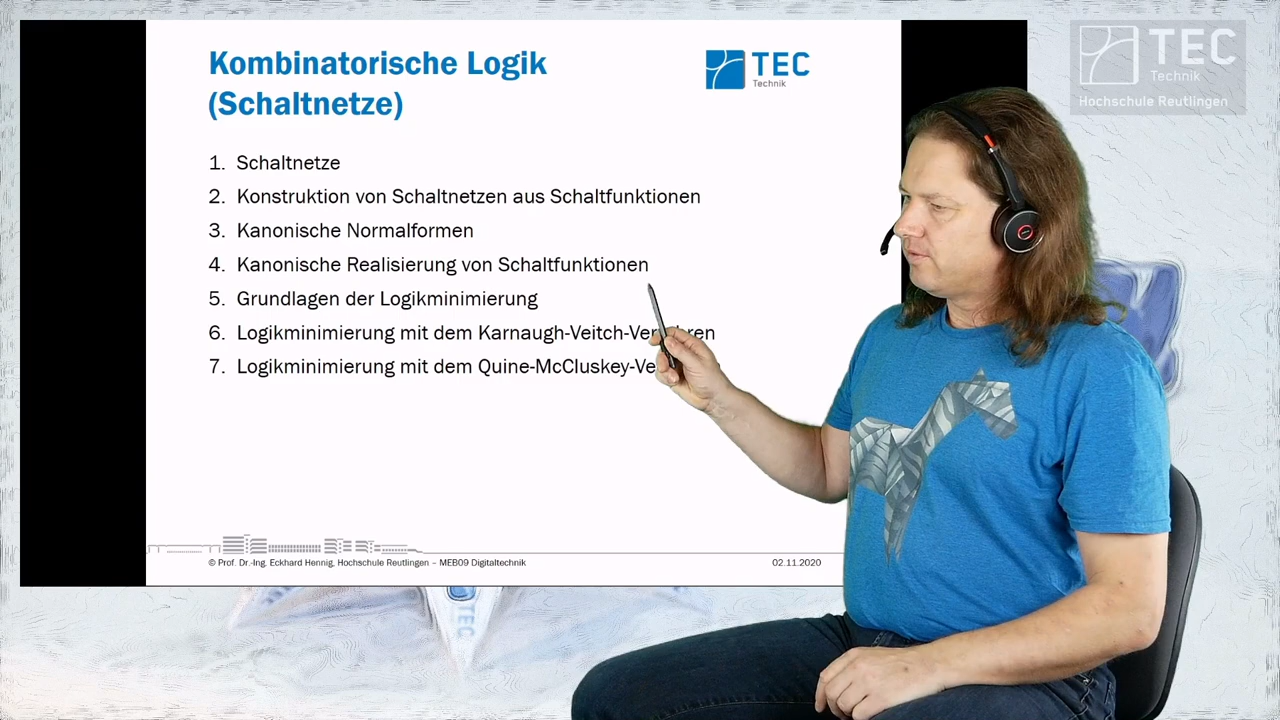 Kombinatorische Logik
(Schaltnetze)
TEC
Technik
TEC
Technik
Hochschule Reutlingen
1. Schaltnetze
2. Konstruktion von Schaltnetzen aus Schaltfunktionen
3. Kanonische Normalformen
4. Kanonische Realisierung von Schaltfunktionen
5. Grundlagen der Logikminimierung
6. Logikminimierung mit dem Karnaugh-Veitch-
7. Logikminimierung mit dem Quine-McCluskey-
© Prof. Dr.-Ing. Eckhard Hennig, Hochschule Reutlingen – MEB09 Digitaltechnik
02.11.2020
TEC